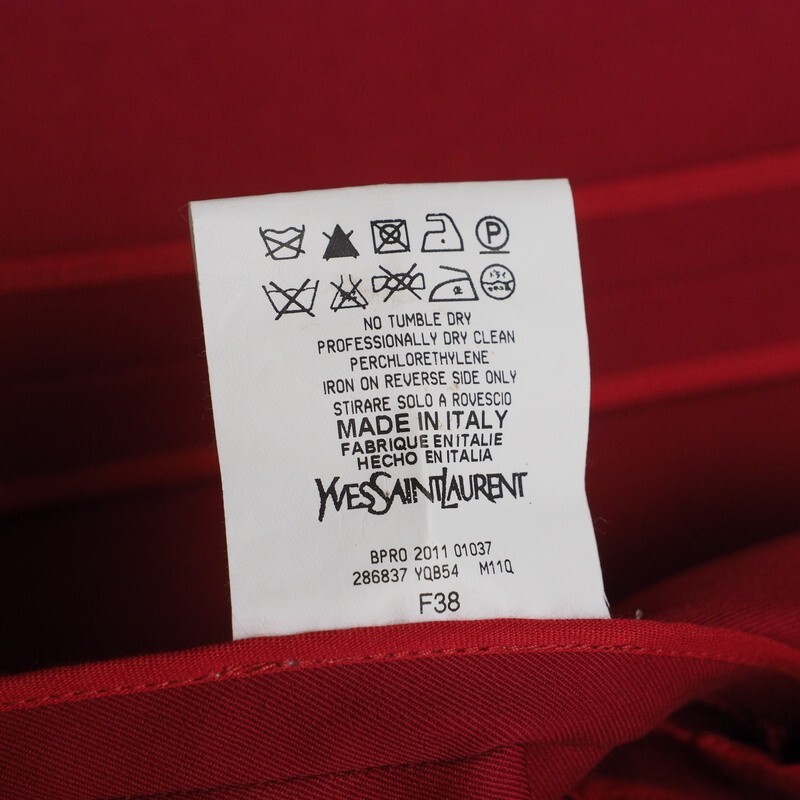 P
NO TUMBLE DRY
PROFESSIONALLY DRY CLEAN
PERCHLORETHYLENE
IRON ON REVERSE SIDE ONLY
STIRARE SOLO A ROVESCIO
MADE IN ITALY
FABRIQUE EN ITALIE
HECHO EN ITALIA
YVESSAINTLAURENT
BPRO 2011 01037
286837 YQB54 M11Q
F38